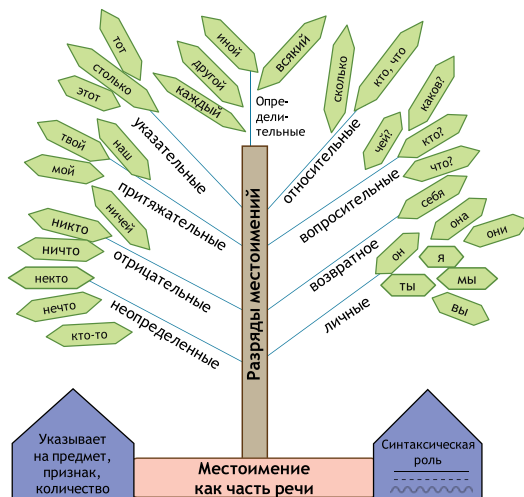 тот
столько
этот
указательные
каждый
другой
иной
всякий
Опре-
дели-
тельные
сколько
кто, что
относительные
каков?
чей?
кто?
что?
вопросительные
твой
наш
мой
притяжательные
себя
возвратное
ничей
никто
ничто
отрицательные
некто
нечто
кто-то
неопределенные
она
они
он
я
ты
мы
вы
личные
Разряды местоимений
Указывает
на предмет,
признак,
количество
Местоимение
как часть речи
Синтаксическая
роль